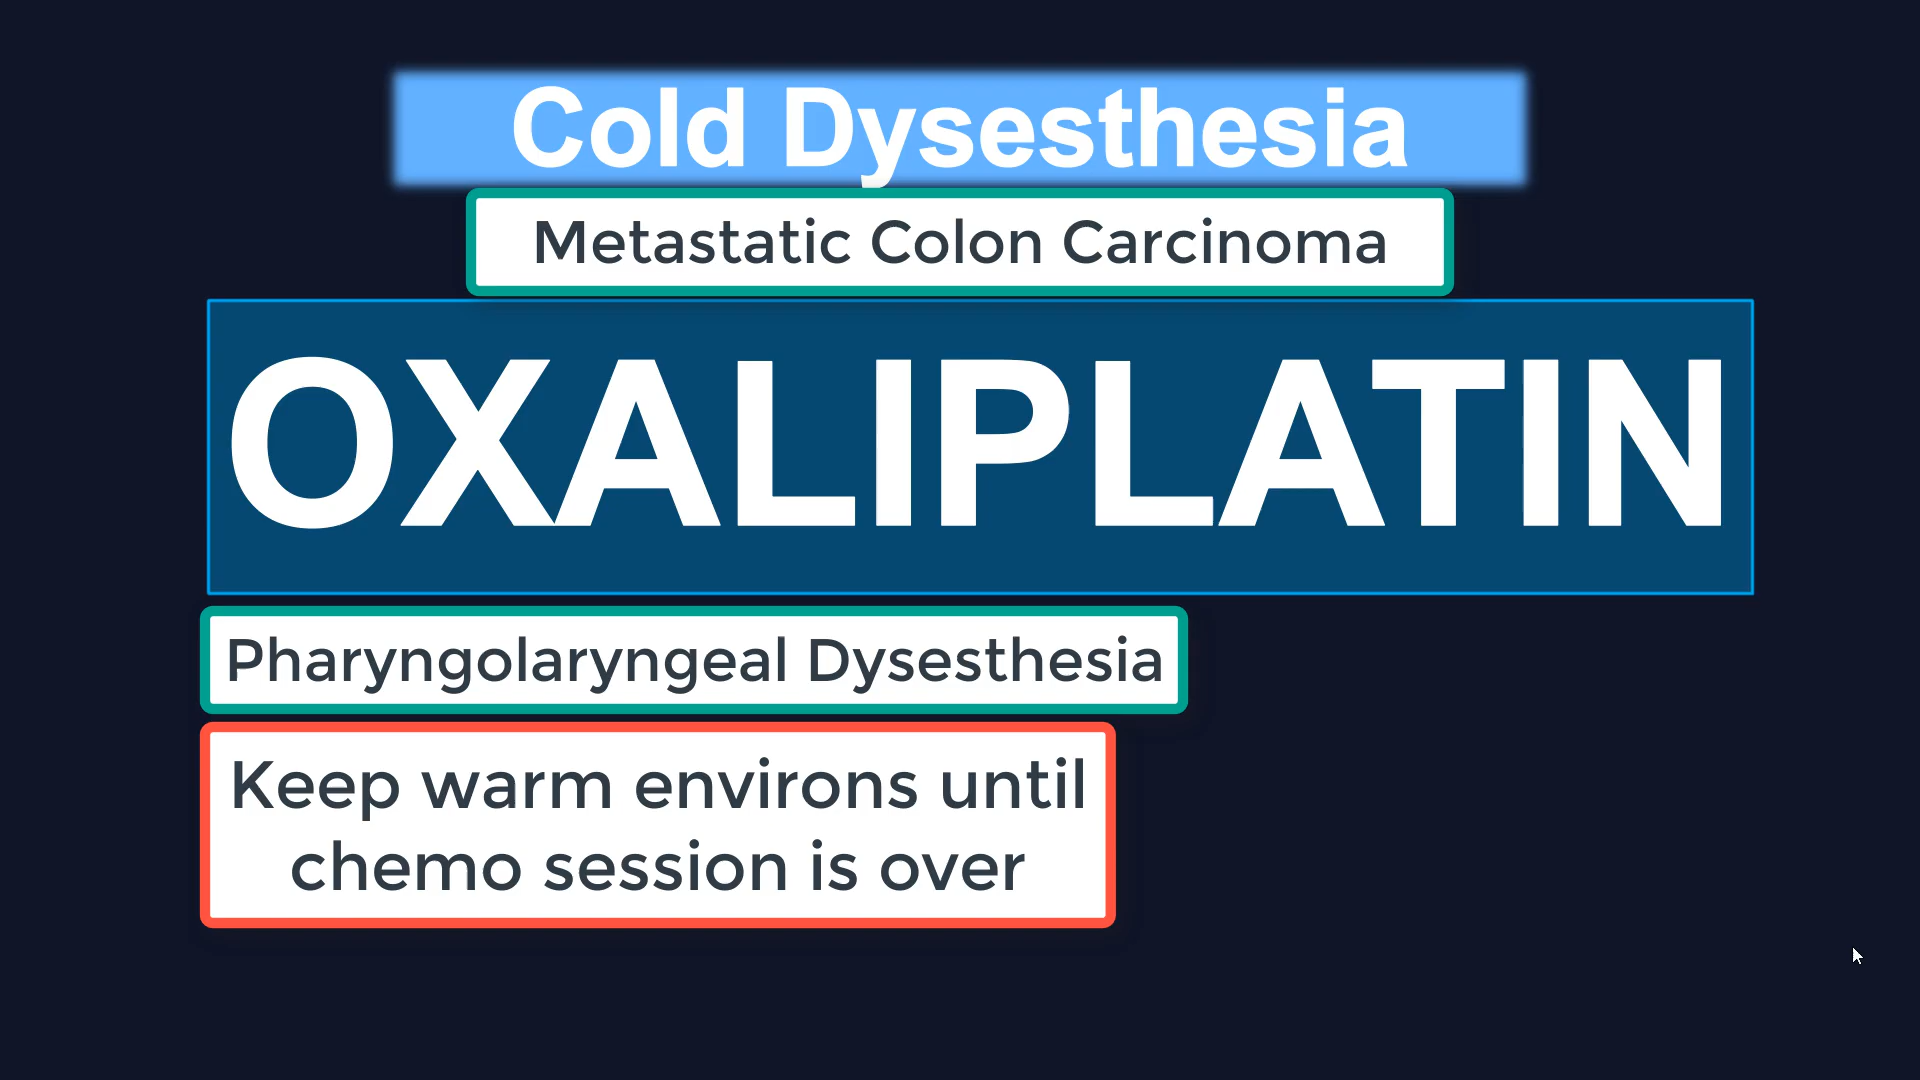 Cold Dysesthesia
Metastatic Colon Carcinoma
OXALIPLATIN
Pharyngolaryngeal Dysesthesia
Keep warm environs until
chemo session is over